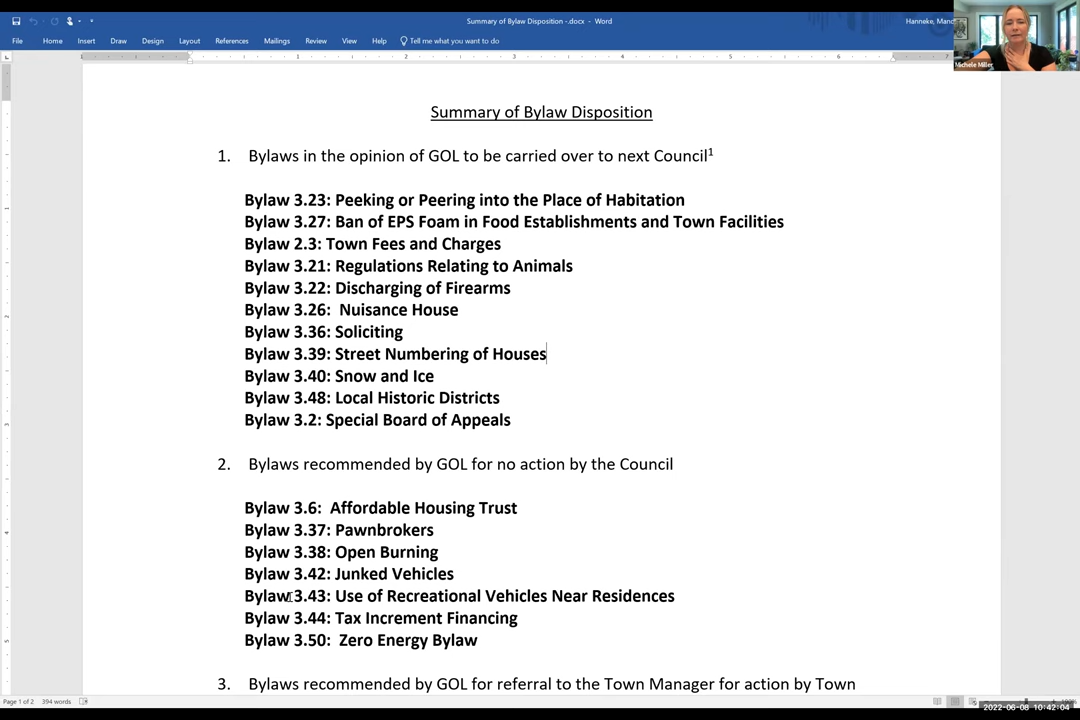 Summary of Bylaw Disposition -.docx - Word
Hanneke, Mand
File Home Insert Draw Design Layout References Mailings Review View Help Tell me what you want to do
Michele Miller
Summary of Bylaw Disposition
1. Bylaws in the opinion of GOL to be carried over to next Council1
Bylaw 3.23: Peeking or Peering into the Place of Habitation
Bylaw 3.27: Ban of EPS Foam in Food Establishments and Town Facilities
Bylaw 2.3: Town Fees and Charges
Bylaw 3.21: Regulations Relating to Animals
Bylaw 3.22: Discharging of Firearms
Bylaw 3.26: Nuisance House
Bylaw 3.36: Soliciting
Bylaw 3.39: Street Numbering of Houses
Bylaw 3.40: Snow and Ice
Bylaw 3.48: Local Historic Districts
Bylaw 3.2: Special Board of Appeals
2. Bylaws recommended by GOL for no action by the Council
Bylaw 3.6: Affordable Housing Trust
Bylaw 3.37: Pawnbrokers
Bylaw 3.38: Open Burning
Bylaw 3.42: Junked Vehicles
Bylaw 3.43: Use of Recreational Vehicles Near Residences
Bylaw 3.44: Tax Increment Financing
Bylaw 3.50: Zero Energy Bylaw
3. Bylaws recommended by GOL for referral to the Town Manager for action by Town
Page 1 of 2 394 words
2022-06-08 10:42:04